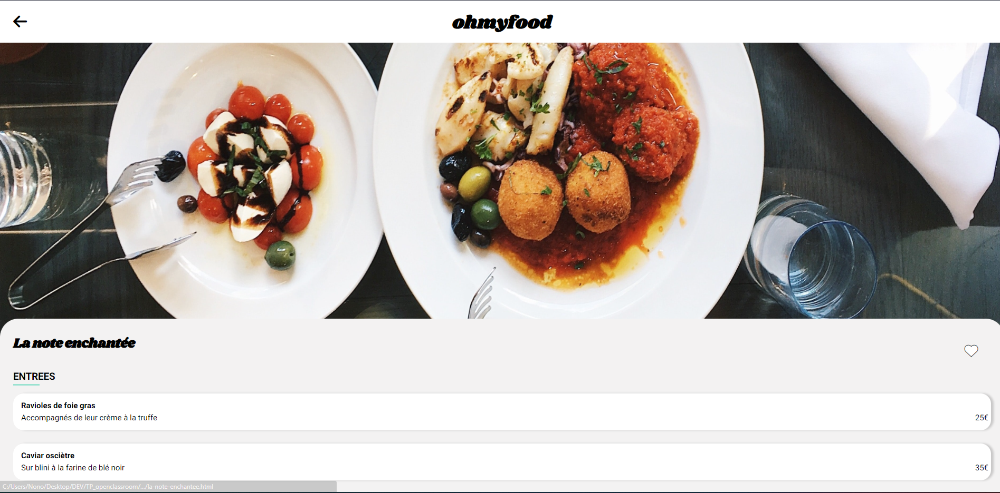 ohmyfood
La note enchantée
ENTREES
Ravioles de foie gras
Accompagnés de leur crème à la truffe
25€
Caviar osciètre
Sur blini à la farine de blé noir
35€
C:/Users/Nono/Desktop/DEV/TP_openclassroom/.../la-note-enchantee.html